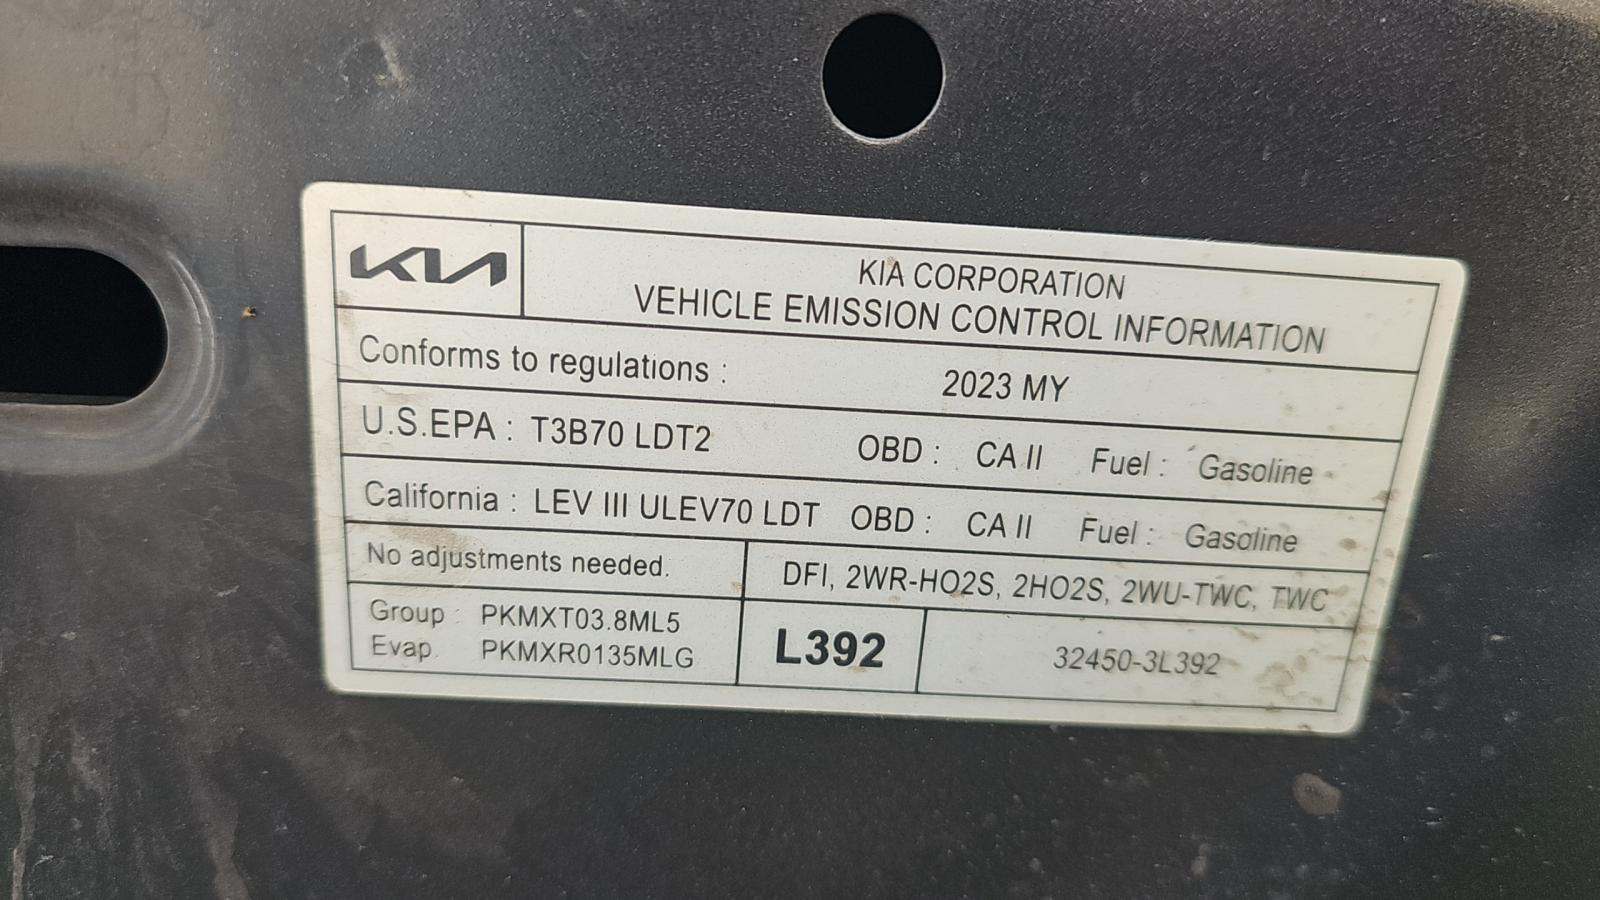 KIA
KIA CORPORATION
VEHICLE EMISSION CONTROL INFORMATION
Conforms to regulations : 2023 MY
U.S.EPA : T3B70 LDT2 OBD : CA II Fuel : Gasoline
California : LEV III ULEV70 LDT OBD : CA II Fuel : Gasoline
No adjustments needed. DFI, 2WR-HO2S, 2HO2S, 2WU-TWC, TWC
Group : PKMXT03.8ML5
Evap. PKMXR0135MLG
L392
32450-3L392